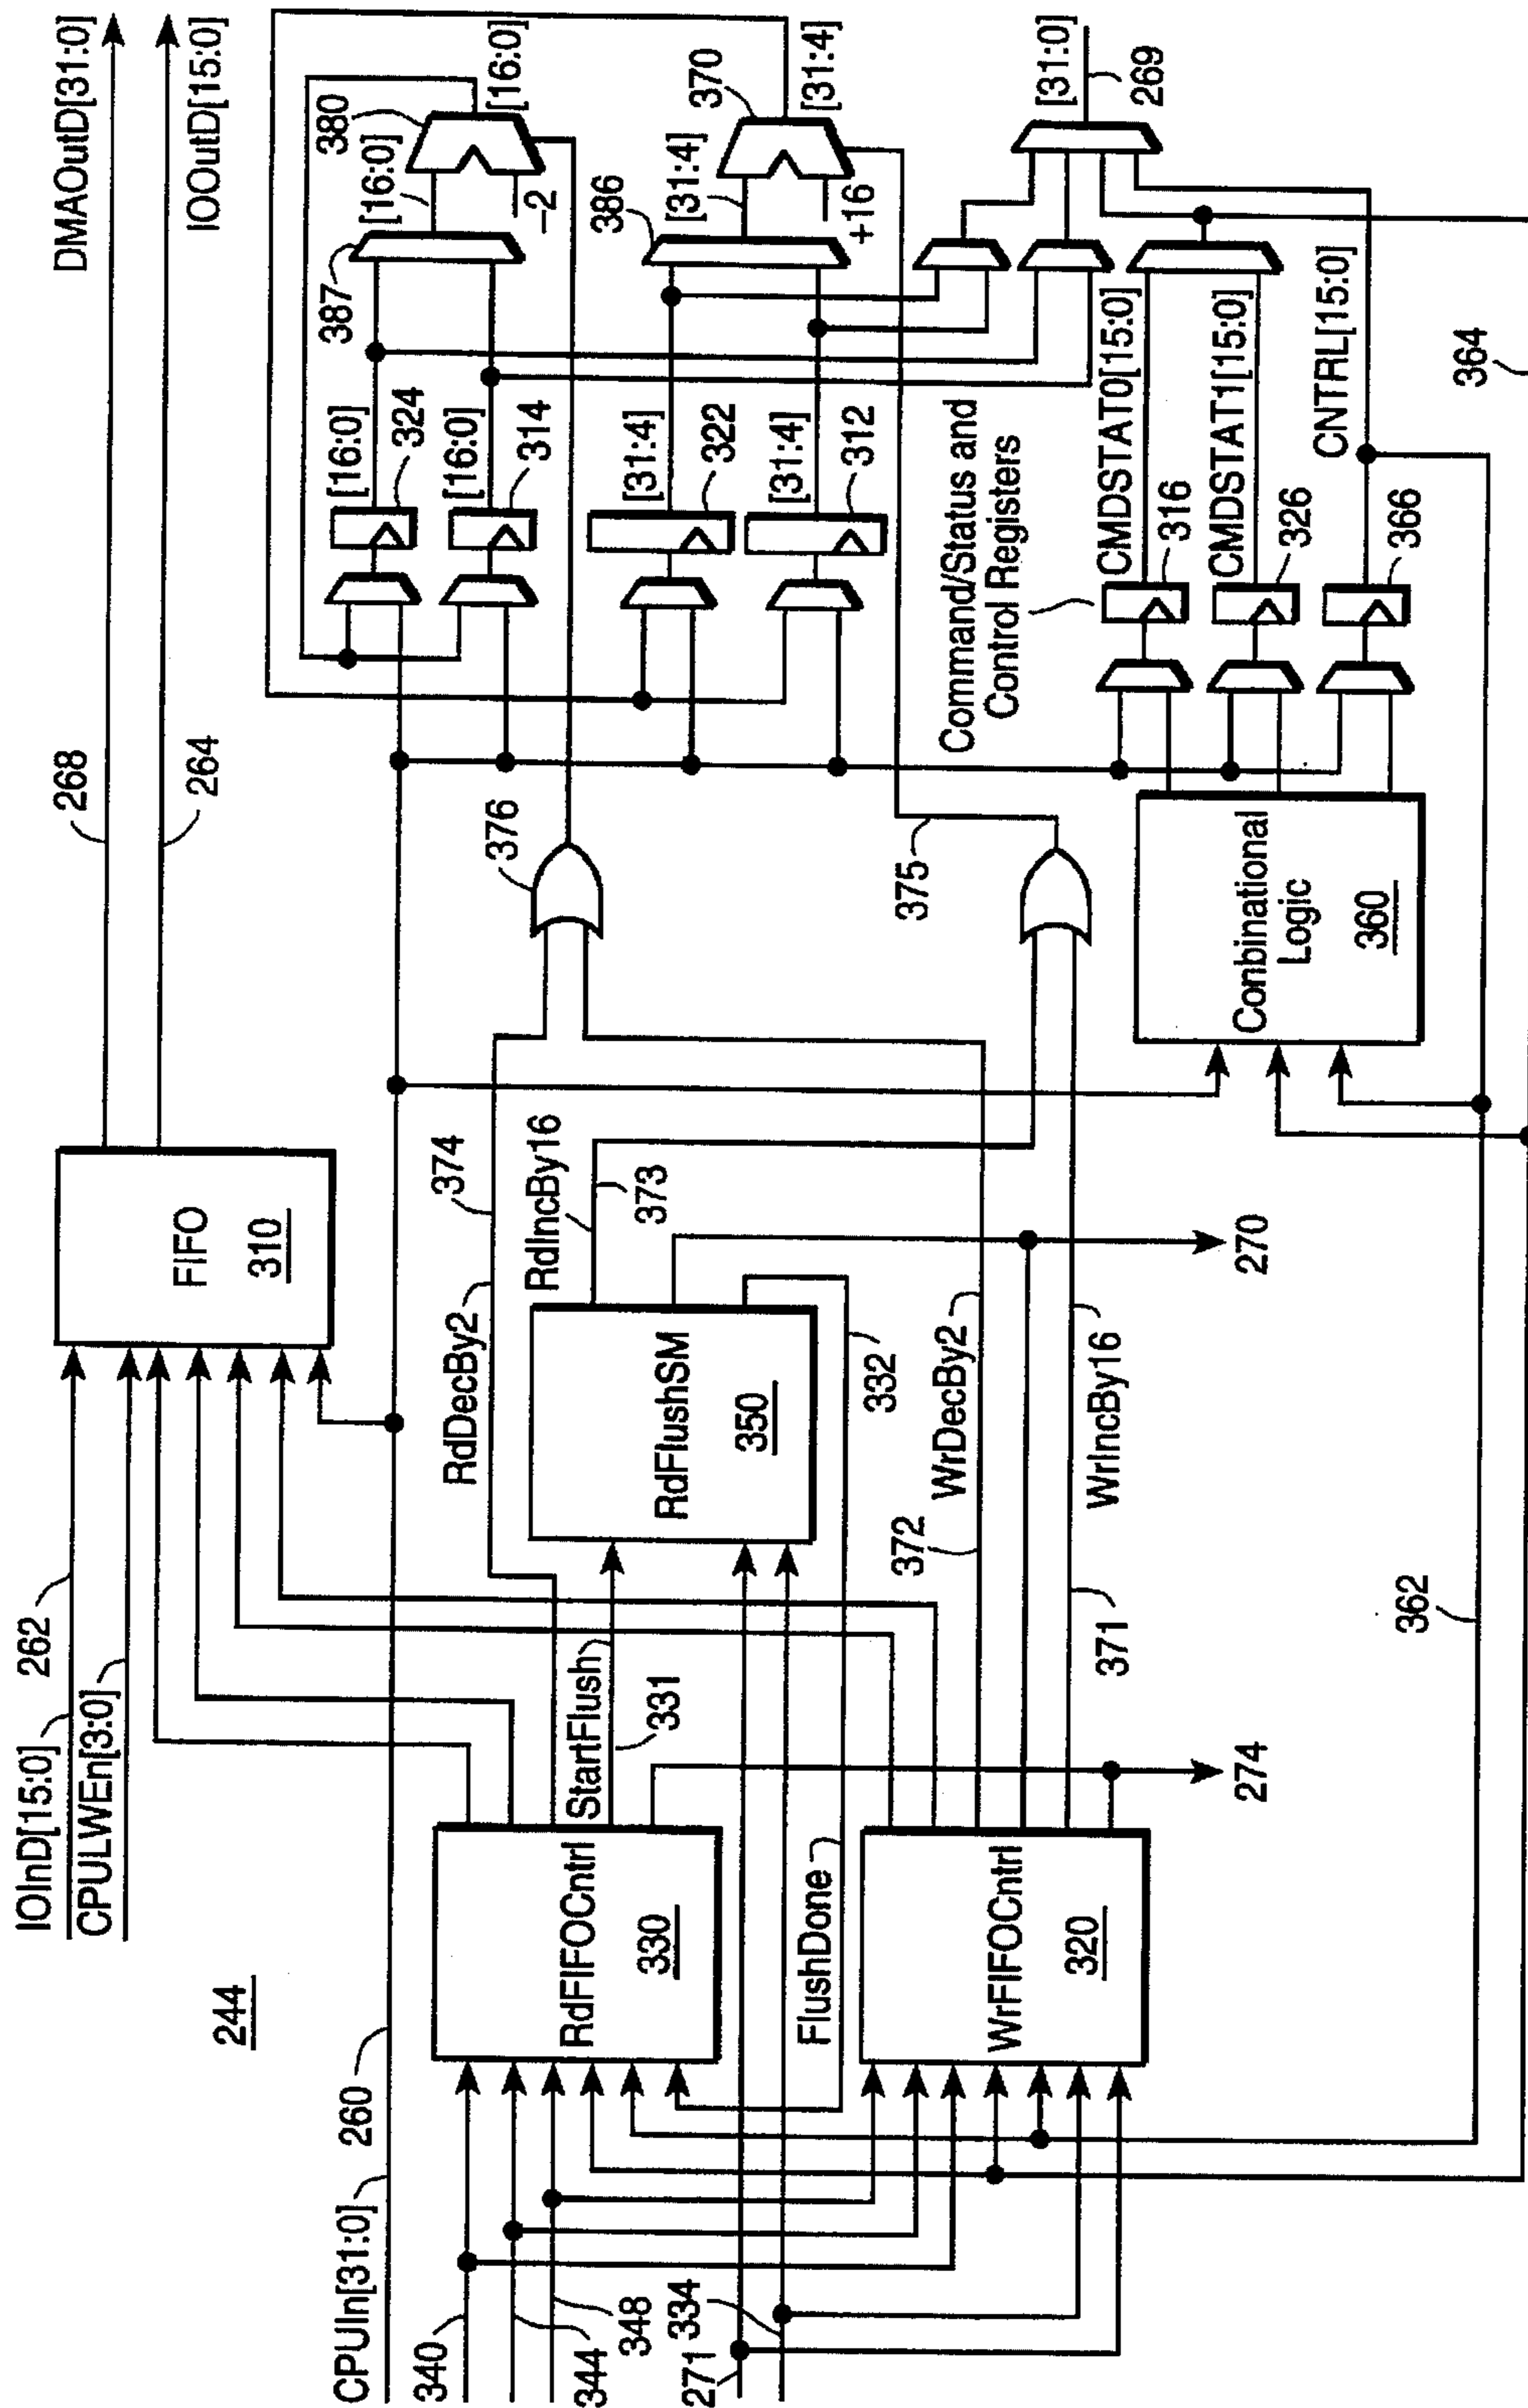 DMAOutD[31:0]
IOOutD[15:0]
268
264
FIFO
310
262
IOInD[15:0]
CPULWEn[3:0]
244
260
CPUIn[31:0]
380
[16:0]
[16:0]
-2
387
370
[31:4]
[31:4]
+16
386
[31:0]
269
[16:0]
324
[16:0]
314
[31:4]
322
[31:4]
312
Command/Status and
Control Registers
CMDSTAT0[15:0]
316
CMDSTAT1[15:0]
326
CNTRL[15:0]
366
364
376
375
Conbinational
Logic
360
374
RdDecBy2
RdIncBy16
373
RdFlushSM
350
332
270
WrDecBy2
372
WrIncBy16
371
362
StartFlush
331
274
RdFIFOCntrl
330
FlushDone
WrFIFOCntrl
320
340
344
348
334
271